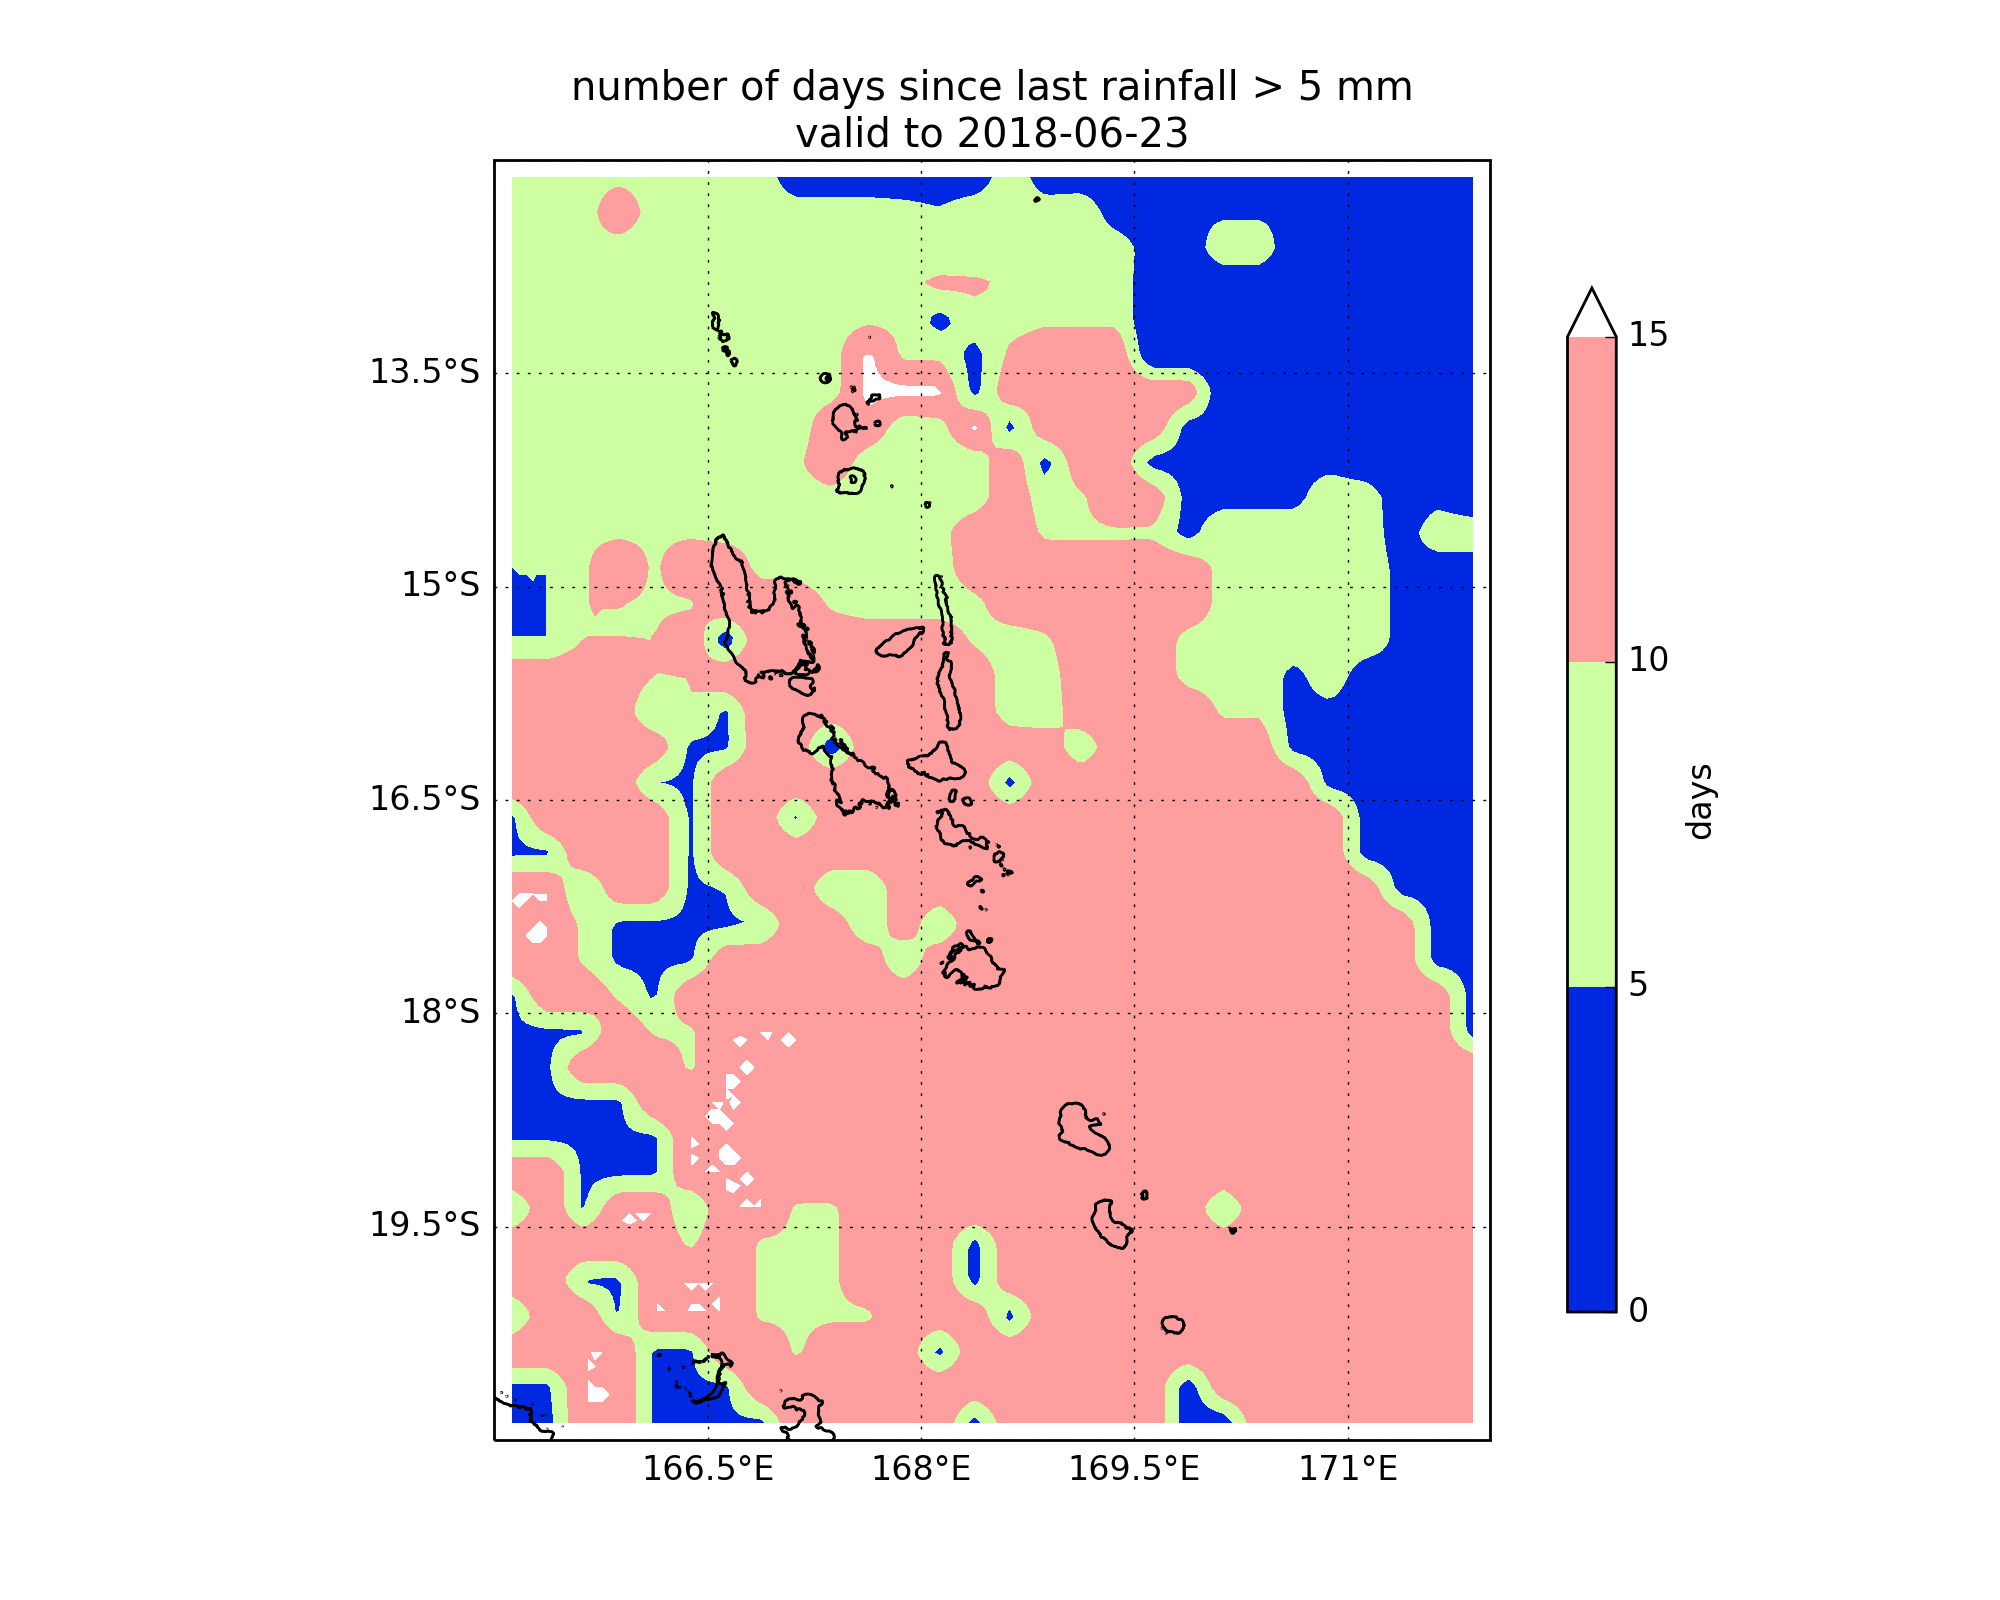 number of days since last rainfall > 5 mm
valid to 2018-06-23
13.5°S
15°S
16.5°S
18°S
19.5°S
166.5°E
168°E
169.5°E
171°E
15
10
5
0
days